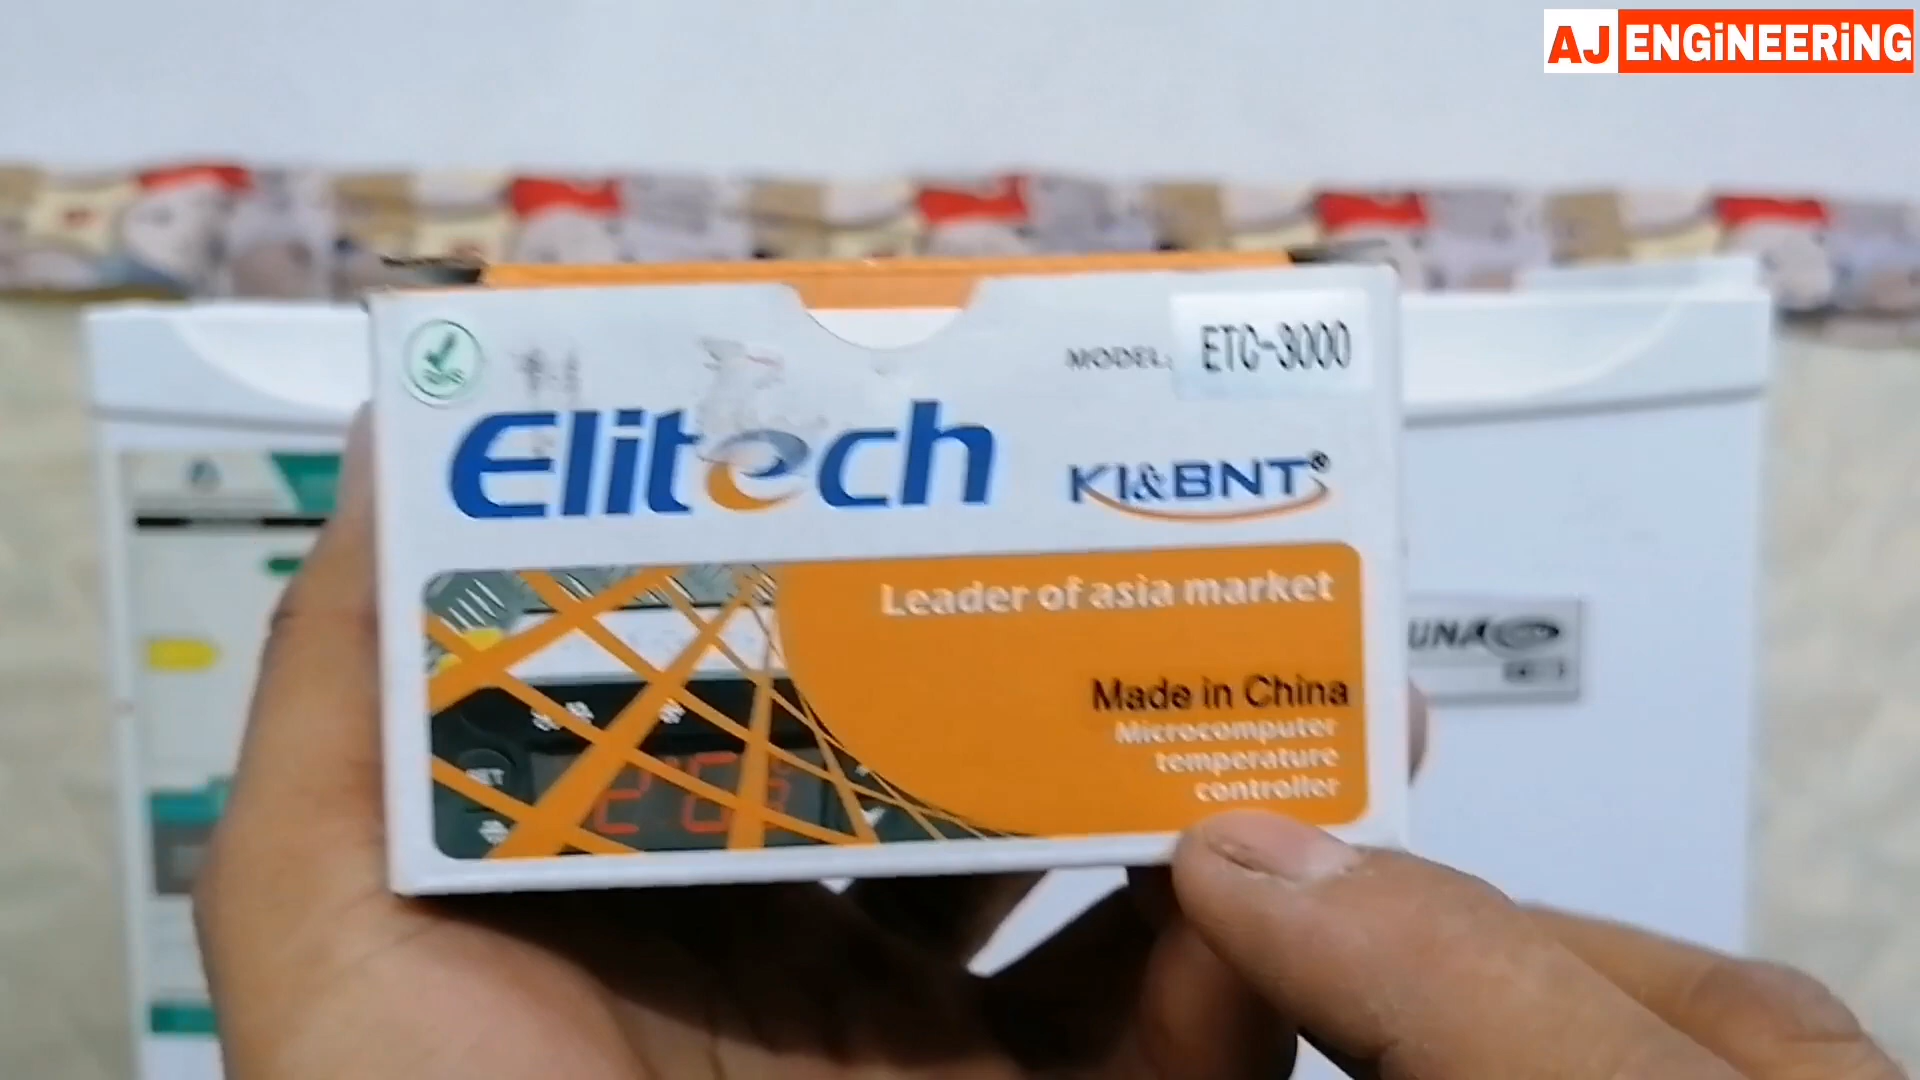 AJ ENGiNEERiNG
MODEL: ETC-3000
Elitech
KI&BNT®
Leader of asia market
Made in China
Microcomputer
temperature
controller